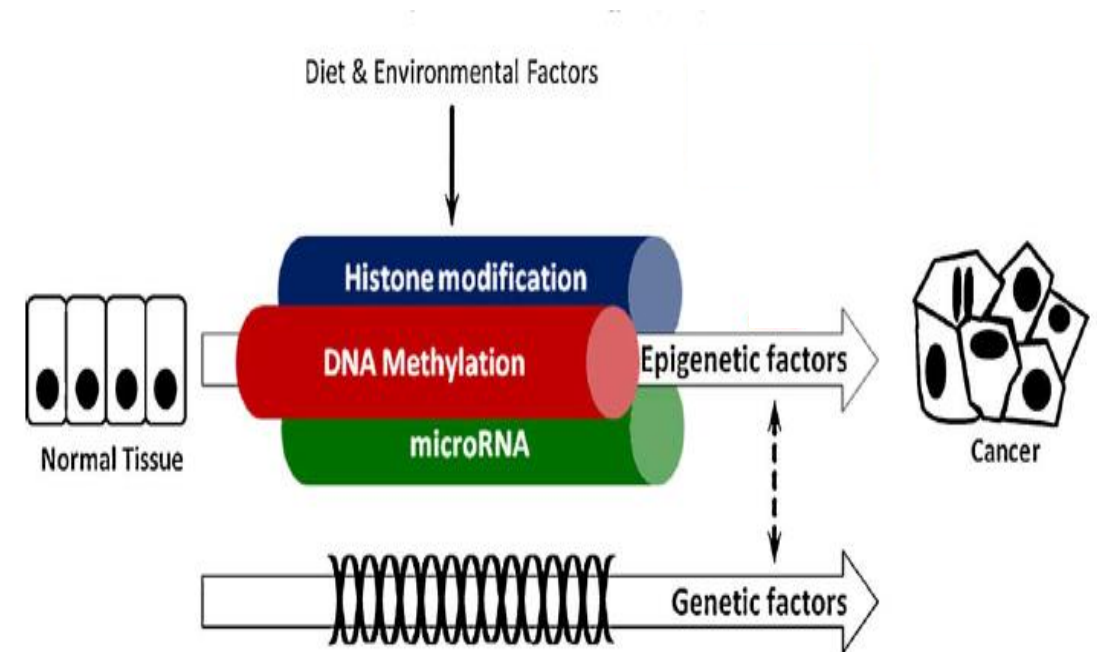 Diet & Environmental Factors
Histone modification
DNA Methylation
Epigenetic factors
microRNA
Normal Tissue
Cancer
Genetic factors